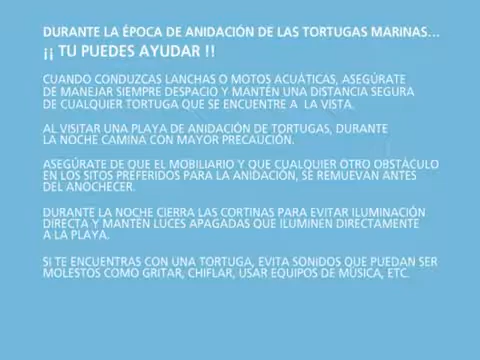 DURANTE LA ÉPOCA DE ANIDACIÓN DE LAS TORTUGAS MARINAS...
¡¡ TU PUEDES AYUDAR !!
CUANDO CONDUZCAS LANCHAS O MOTOS ACUÁTICAS, ASEGÚRATE
DE MANEJAR SIEMPRE DESPACIO Y MANTÉN UNA DISTANCIA SEGURA
DE CUALQUIER TORTUGA QUE SE ENCUENTRE A LA VISTA.
AL VISITAR UNA PLAYA DE ANIDACIÓN DE TORTUGAS, DURANTE
LA NOCHE CAMINA CON MAYOR PRECAUCIÓN.
ASEGÚRATE DE QUE EL MOBILIARIO Y QUE CUALQUIER OTRO OBSTÁCULO
EN LOS SITOS PREFERIDOS PARA LA ANIDACIÓN, SE REMUEVAN ANTES
DEL ANOCHECER.
DURANTE LA NOCHE CIERRA LAS CORTINAS PARA EVITAR ILUMINACIÓN
DIRECTA Y MANTÉN LUCES APAGADAS QUE ILUMINEN DIRECTAMENTE
A LA PLAYA.
SI TE ENCUENTRAS CON UNA TORTUGA, EVITA SONIDOS QUE PUEDAN SER
MOLESTOS COMO GRITAR, CHIFLAR, USAR EQUIPOS DE MÚSICA, ETC.